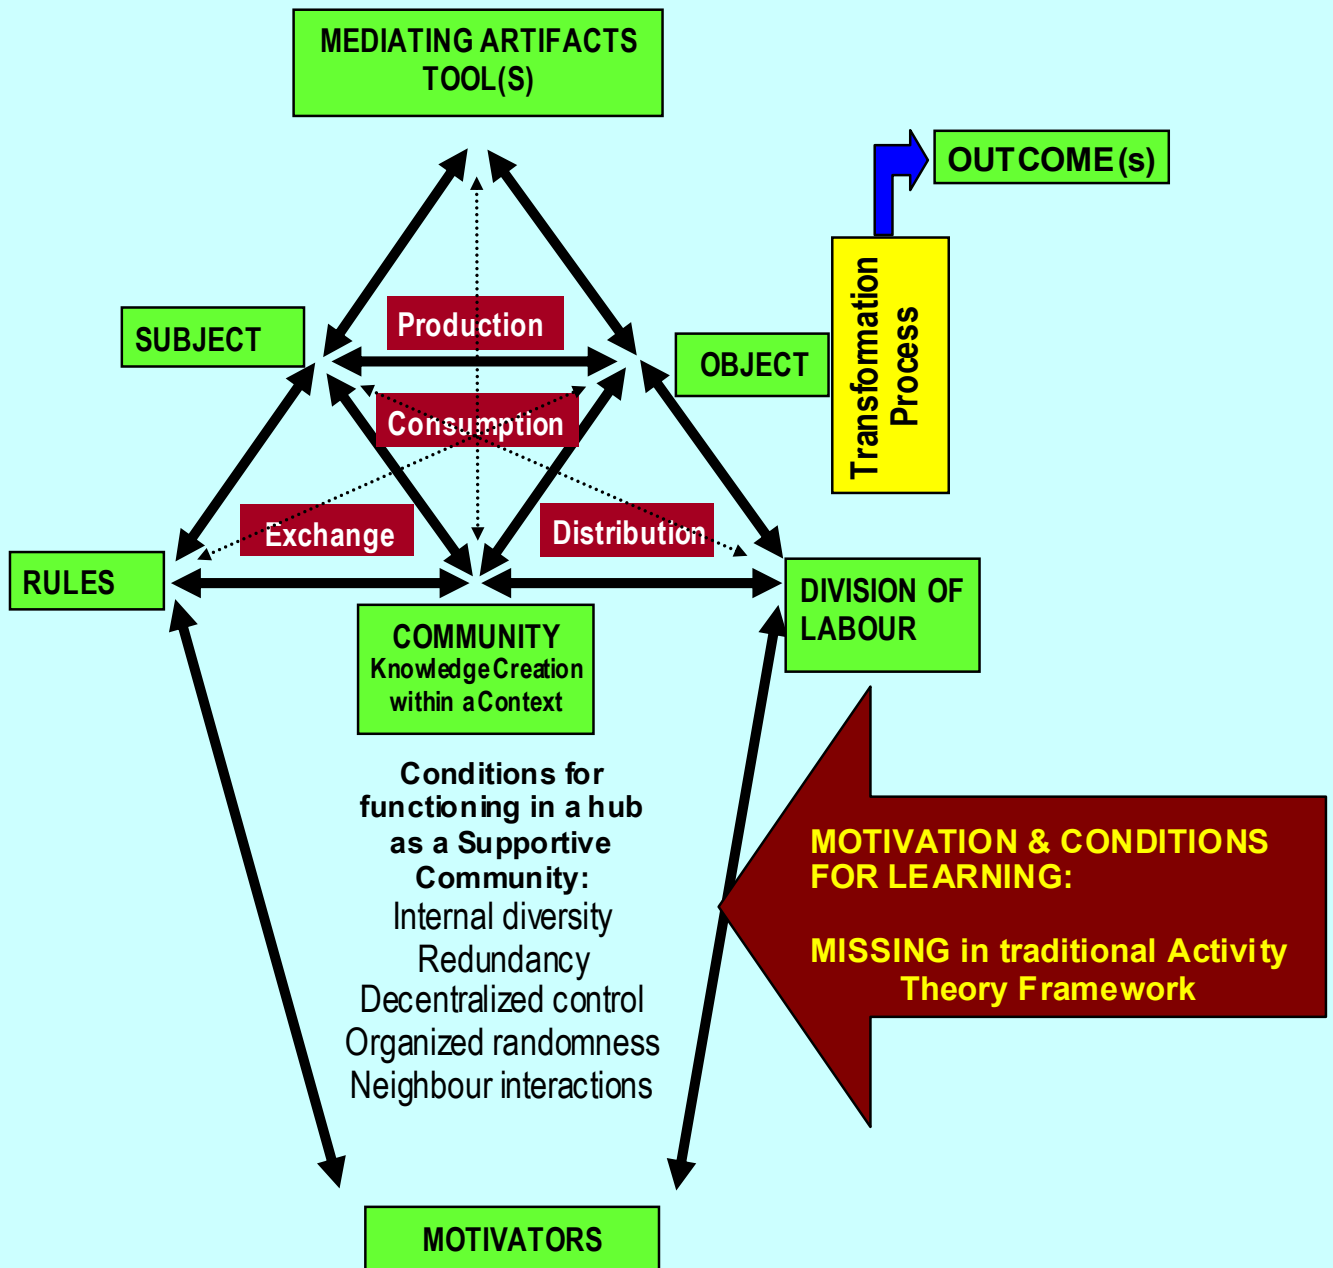 MEDIATING ARTIFACTS
TOOL(S)
OUTCOME(s)
Transformation
Process
SUBJECT
Production
OBJECT
Consumption
Exchange
Distribution
RULES
COMMUNITY
Knowledge Creation
within a Context
DIVISION OF
LABOUR
Conditions for
functioning in a hub
as a Supportive
Community:
Internal diversity
Redundancy
Decentralized control
Organized randomness
Neighbour interactions
MOTIVATION & CONDITIONS
FOR LEARNING:
MISSING in traditional Activity
Theory Framework
MOTIVATORS